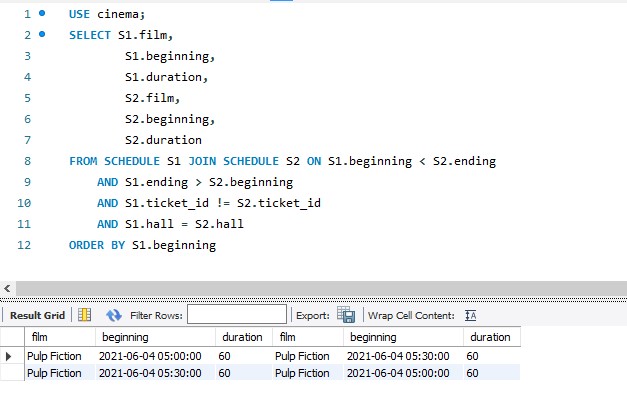 1 USE cinema;
2 SELECT S1.film,
3 S1.beginning,
4 S1.duration,
5 S2.film,
6 S2.beginning,
7 S2.duration
8 FROM SCHEDULE S1 JOIN SCHEDULE S2 ON S1.beginning < S2.ending
9 AND S1.ending > S2.beginning
10 AND S1.ticket_id != S2.ticket_id
11 AND S1.hall = S2.hall
12 ORDER BY S1.beginning
Result Grid Filter Rows: Export: Wrap Cell Content: IA
film beginning duration film beginning duration
Pulp Fiction 2021-06-04 05:00:00 60 Pulp Fiction 2021-06-04 05:30:00 60
Pulp Fiction 2021-06-04 05:30:00 60 Pulp Fiction 2021-06-04 05:00:00 60